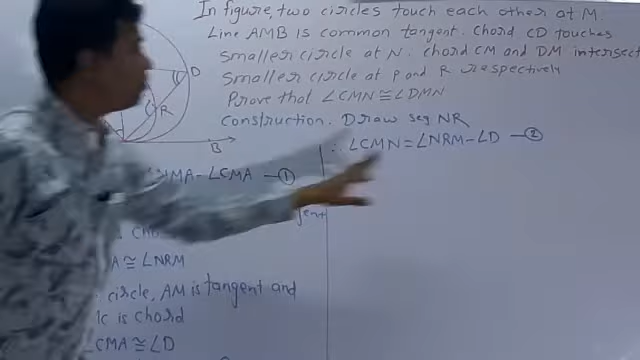 In figure, two circles touch each other at M.
Line AMB is common tangent. Chord CD touches
smaller circle at N. chord CM and DM intersect
smaller circle at P and R respectively
Prove that ∠CMN≅∠DMN
Construction. Draw seg NR
∴ ∠CMN=∠NRM-∠D —②
D
R
B
NMA-∠CMA —①
≅∠NRM
circle, AM is tangent and
is chord
CMA≅∠D